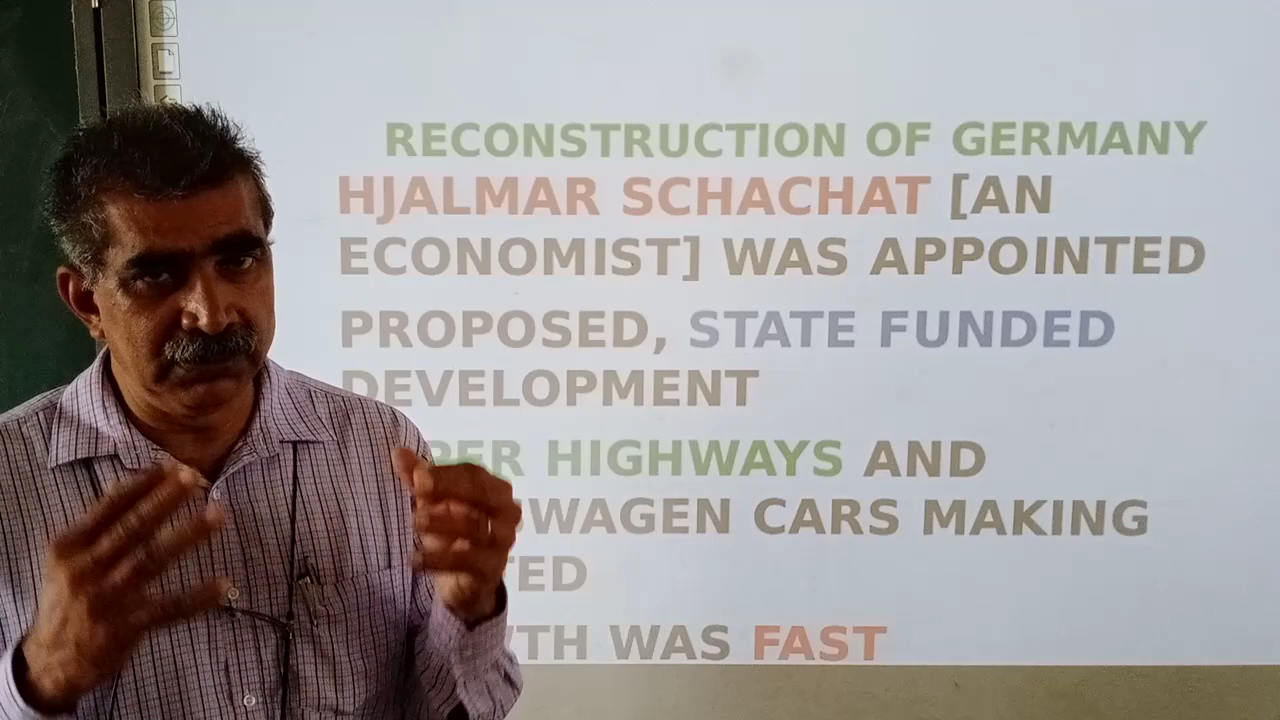 RECONSTRUCTION OF GERMANY
HJALMAR SCHACHAT [AN
ECONOMIST] WAS APPOINTED
PROPOSED, STATE FUNDED
DEVELOPMENT
HIGHWAYS AND
CARS MAKING
WAS FAST